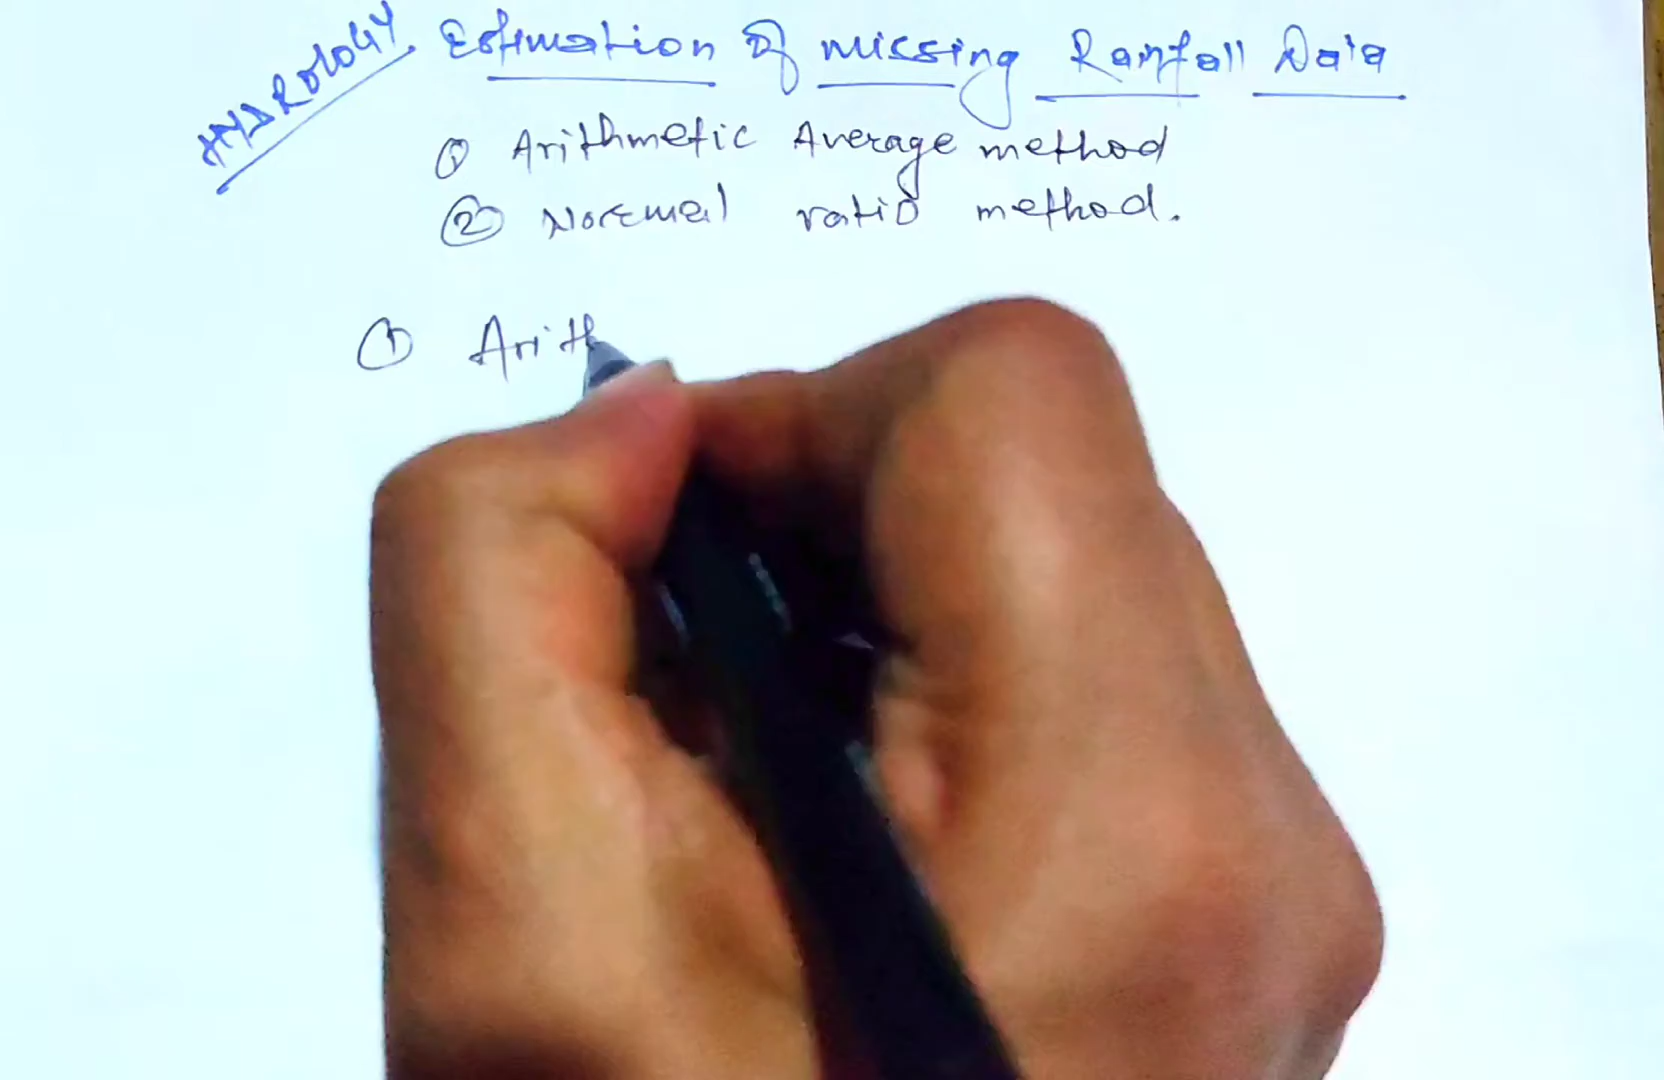 HYDROLOGY
Estimation of missing Rainfall Data
① Arithmetic Average method
② Normal ratio method.
① Arith